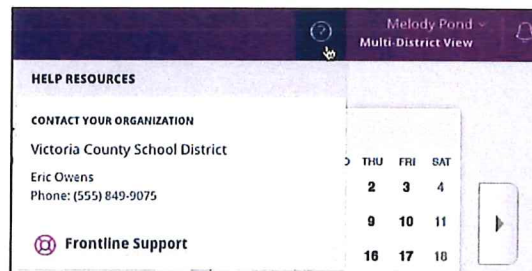 Melody Pond
Multi-District View
HELP RESOURCES
CONTACT YOUR ORGANIZATION
Victoria County School District
Eric Owens
Phone: (555) 849-9075
Frontline Support
THU FRI SAT
2 3 4
9 10 11
16 17 18